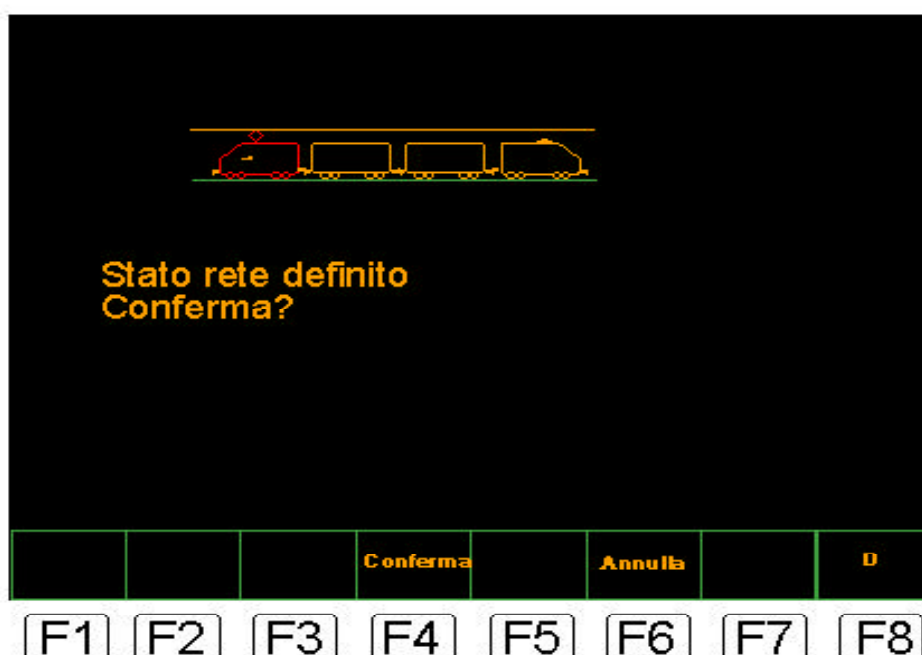 Stato rete definito
Conferma?
Conferma Annulla D
F1 F2 F3 F4 F5 F6 F7 F8